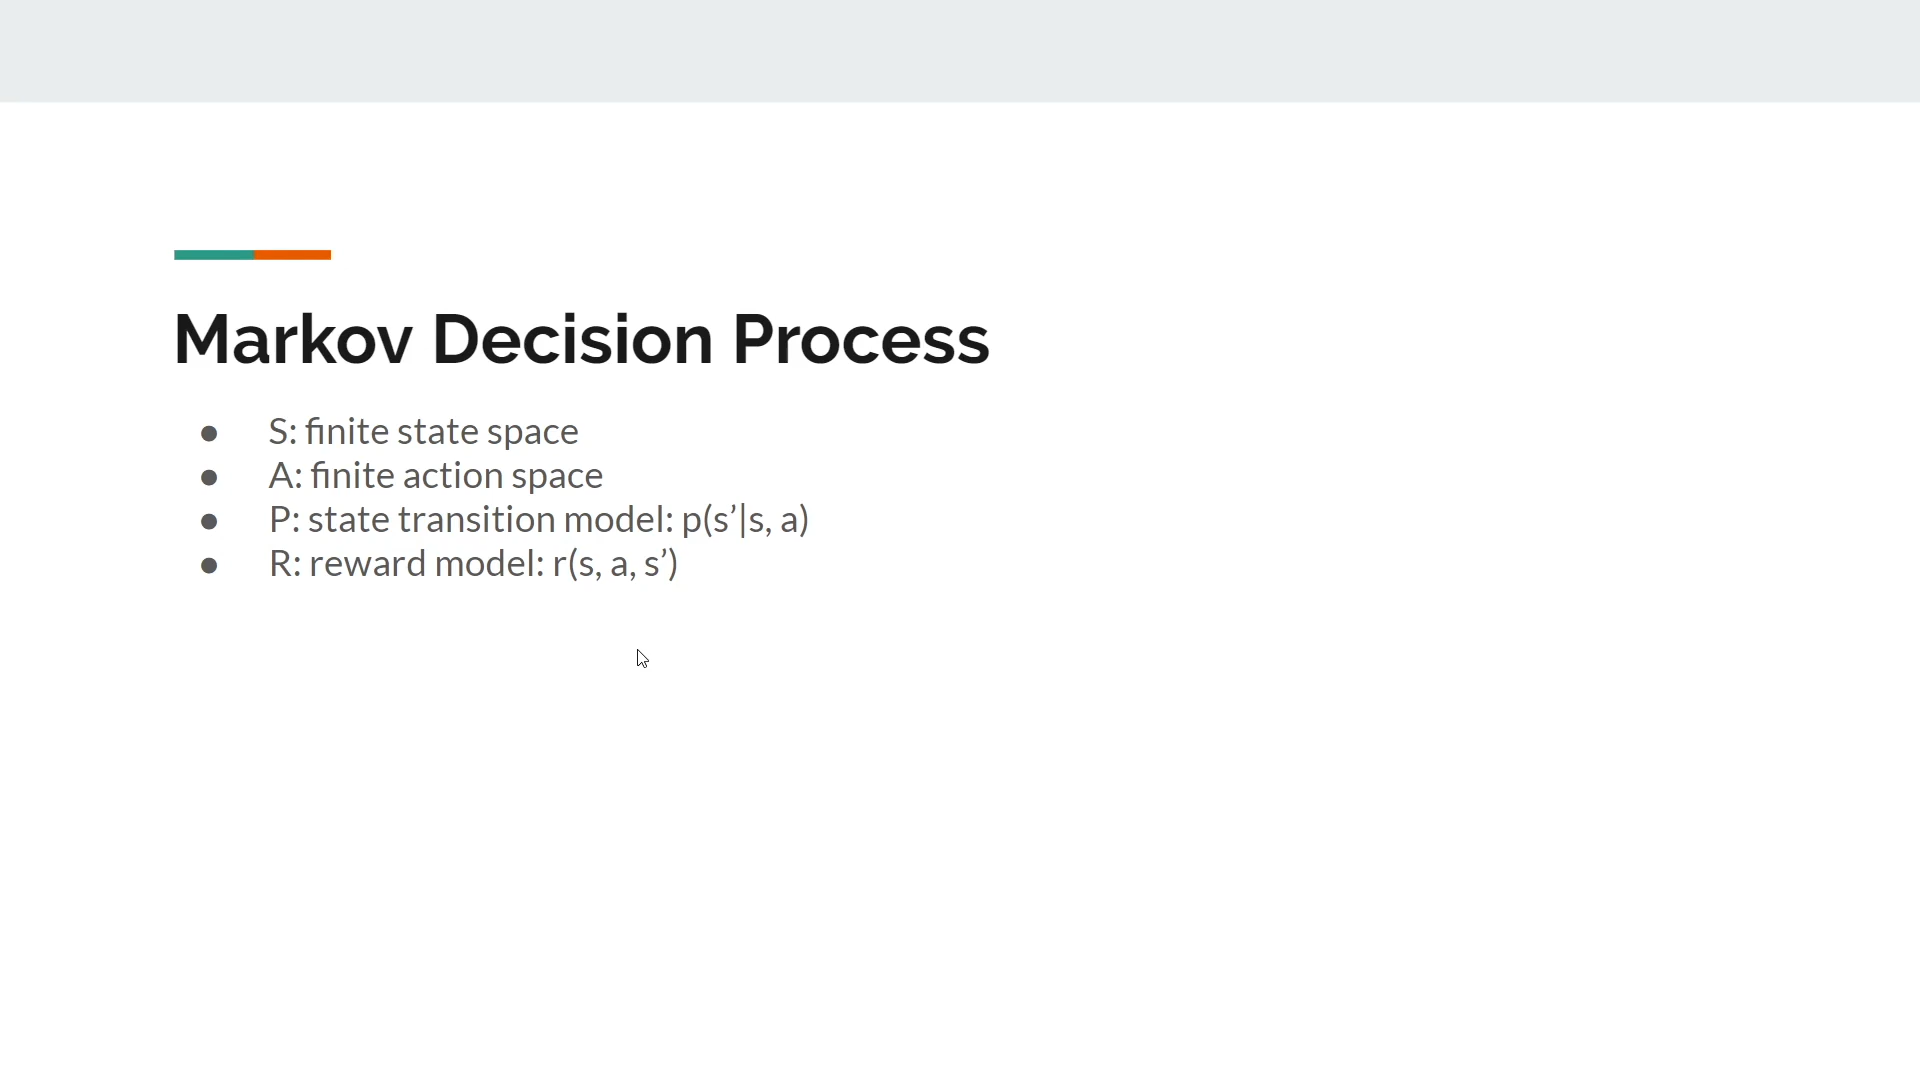 Markov Decision Process
● S: finite state space
● A: finite action space
● P: state transition model: p(s’|s, a)
● R: reward model: r(s, a, s’)